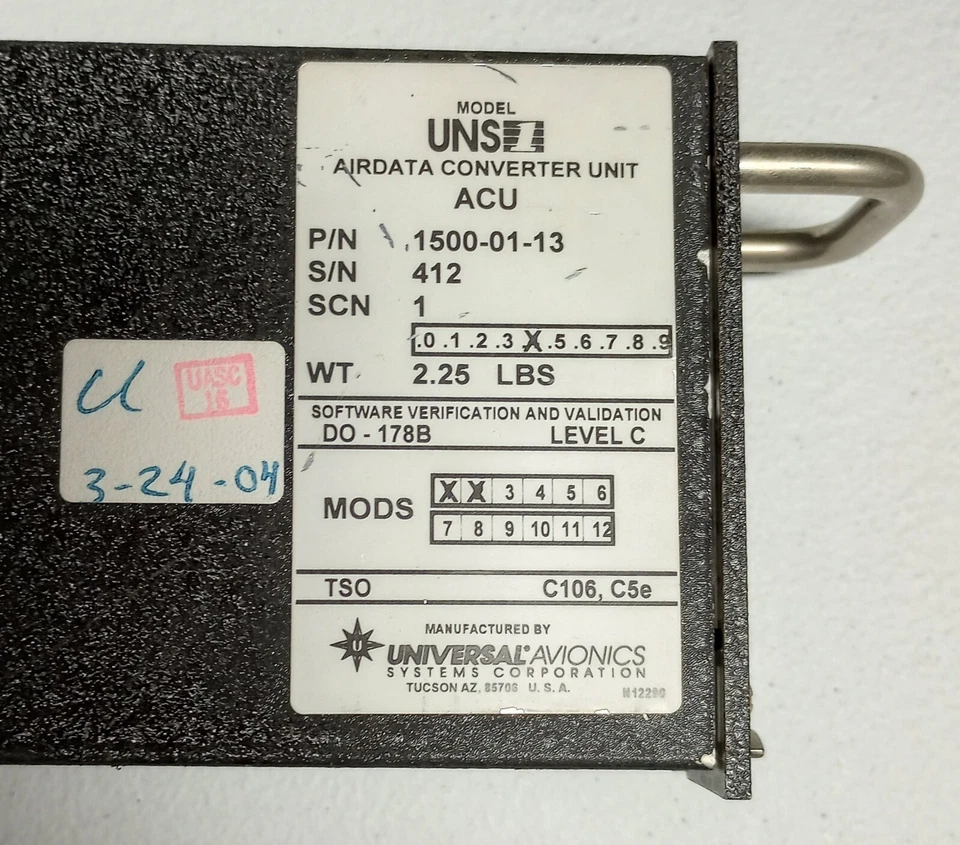 MODEL
UNS 1
AIRDATA CONVERTER UNIT
ACU
P/N 1500-01-13
S/N 412
SCN 1
.0 .1 .2 .3 X .5 .6 .7 .8 .9
WT 2.25 LBS
SOFTWARE VERIFICATION AND VALIDATION
DO - 178B LEVEL C
MODS X X 3 4 5 6
7 8 9 10 11 12
TSO C106, C5e
MANUFACTURED BY
U UNIVERSAL® AVIONICS
SYSTEMS CORPORATION
TUCSON AZ, 85706 U. S. A.
UASC
3-24-04